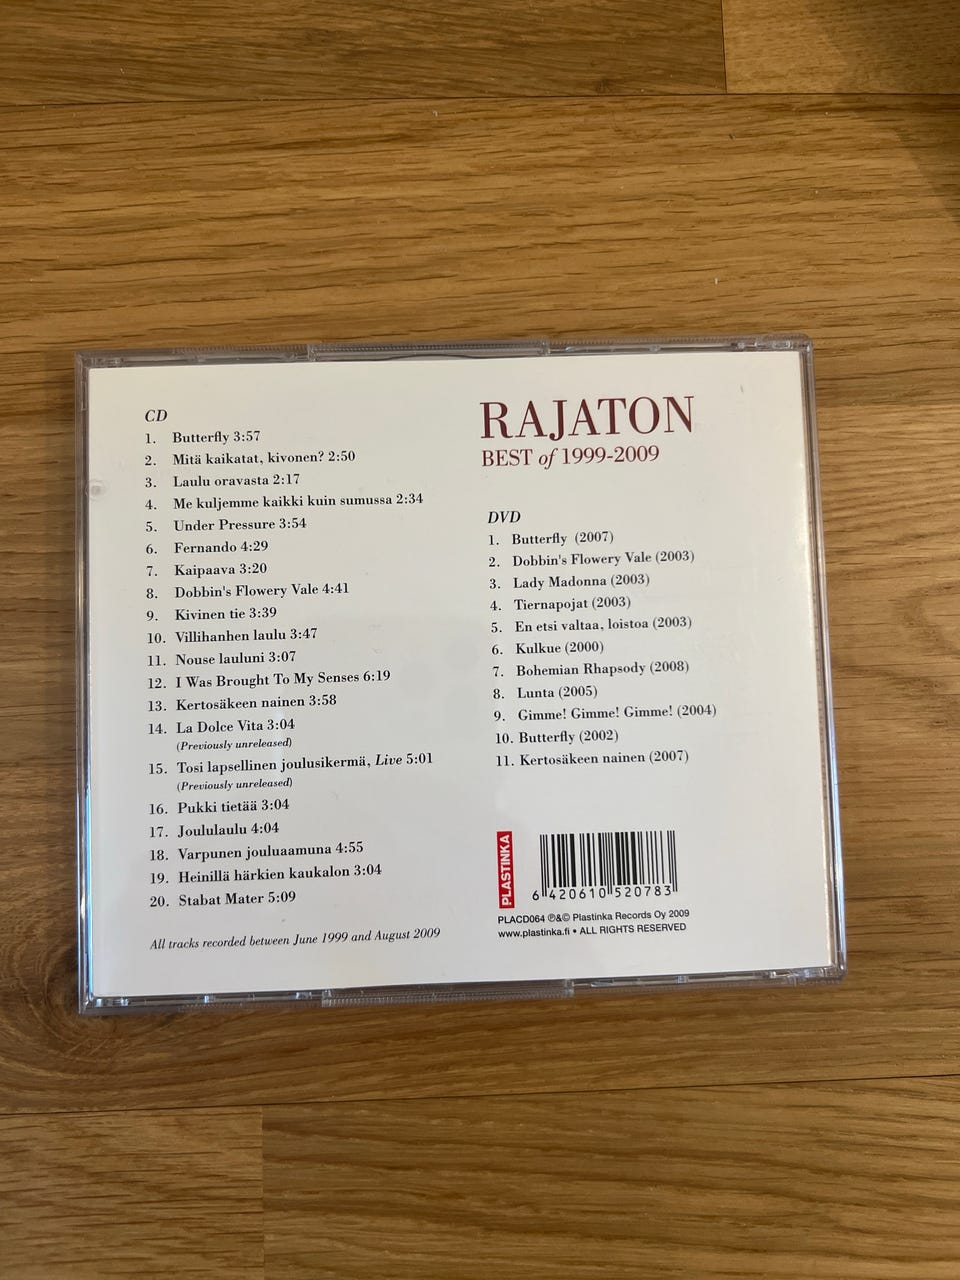 CD
1. Butterfly 3:57
2. Mitä kaikatat, kivonen? 2:50
3. Laulu oravasta 2:17
4. Me kuljemme kaikki kuin sumussa 2:34
5. Under Pressure 3:54
6. Fernando 4:29
7. Kaipaava 3:20
8. Dobbin's Flowery Vale 4:41
9. Kivinen tie 3:39
10. Villihanhen laulu 3:47
11. Nouse lauluni 3:07
12. I Was Brought To My Senses 6:19
13. Kertosäkeen nainen 3:58
14. La Dolce Vita 3:04
(Previously unreleased)
15. Tosi lapsellinen joulusikermä, Live 5:01
(Previously unreleased)
16. Pukki tietää 3:04
17. Joululaulu 4:04
18. Varpunen jouluaamuna 4:55
19. Heinillä härkien kaukalon 3:04
20. Stabat Mater 5:09
All tracks recorded between June 1999 and August 2009
RAJATON
BEST of 1999-2009
DVD
1. Butterfly (2007)
2. Dobbin's Flowery Vale (2003)
3. Lady Madonna (2003)
4. Tiernapojat (2003)
5. En etsi valtaa, loistoa (2003)
6. Kulkue (2000)
7. Bohemian Rhapsody (2008)
8. Lunta (2005)
9. Gimme! Gimme! Gimme! (2004)
10. Butterfly (2002)
11. Kertosäkeen nainen (2007)
PLASTINKA
6 420610 520783
PLACD064 ℗&© Plastinka Records Oy 2009
www.plastinka.fi • ALL RIGHTS RESERVED